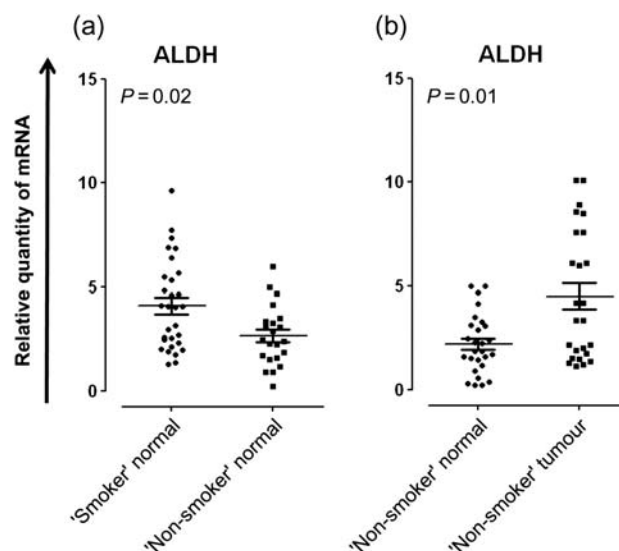 (a)
ALDH
P = 0.02
15
10
5
0
Relative quantity of mRNA
'Smoker' normal
'Non-smoker' normal
(b)
ALDH
P = 0.01
15
10
5
0
'Non-smoker' normal
'Non-smoker' tumour